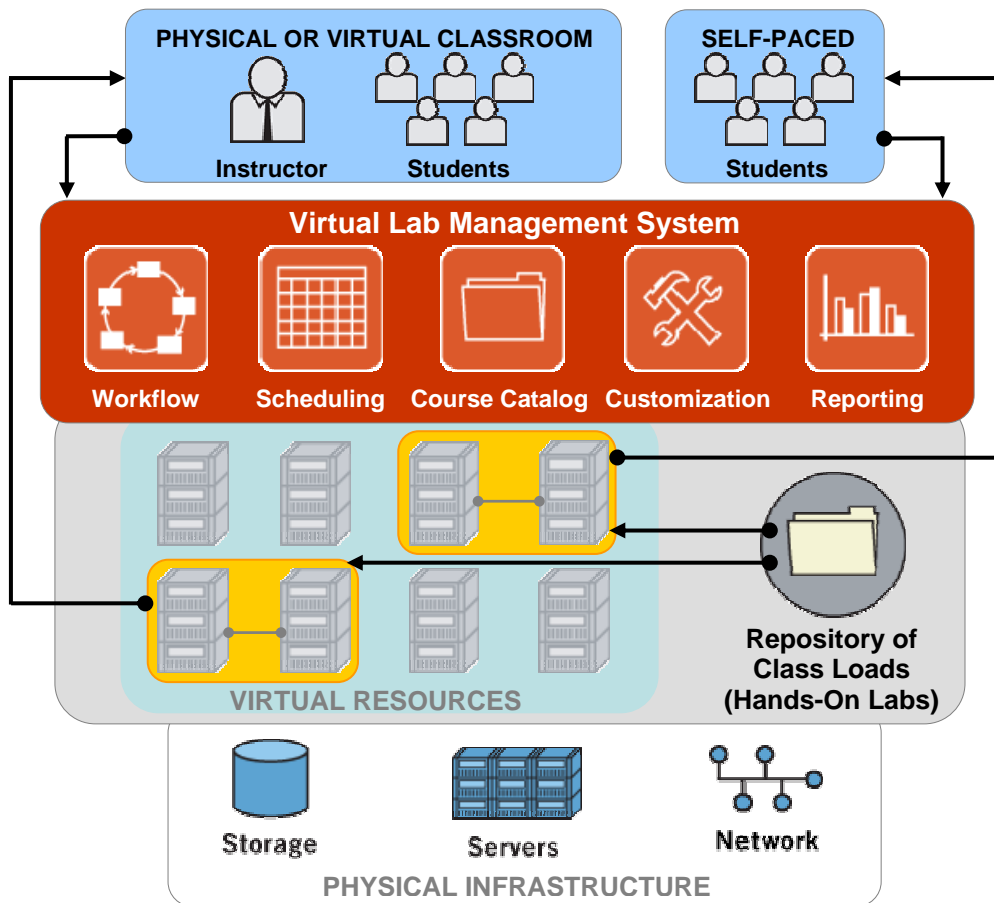 PHYSICAL OR VIRTUAL CLASSROOM
Instructor
Students
SELF-PACED
Students
Virtual Lab Management System
Workflow
Scheduling
Course Catalog
Customization
Reporting
VIRTUAL RESOURCES
Repository of
Class Loads
(Hands-On Labs)
Storage
Servers
Network
PHYSICAL INFRASTRUCTURE